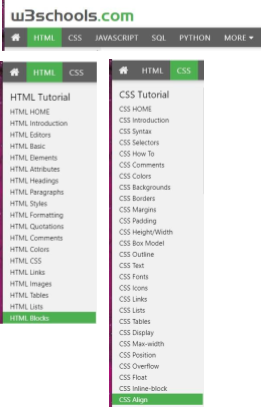 w3schools.com
HTML CSS JAVASCRIPT SQL PYTHON MORE
HTML CSS
HTML Tutorial
HTML HOME
HTML Introduction
HTML Editors
HTML Basic
HTML Elements
HTML Attributes
HTML Headings
HTML Paragraphs
HTML Styles
HTML Formatting
HTML Quotations
HTML Comments
HTML Colors
HTML CSS
HTML Links
HTML Images
HTML Tables
HTML Lists
HTML Blocks
HTML CSS
CSS Tutorial
CSS HOME
CSS Introduction
CSS Syntax
CSS Selectors
CSS How To
CSS Comments
CSS Colors
CSS Backgrounds
CSS Borders
CSS Margins
CSS Padding
CSS Height/Width
CSS Box Model
CSS Outline
CSS Text
CSS Fonts
CSS Icons
CSS Links
CSS Lists
CSS Tables
CSS Display
CSS Max-width
CSS Position
CSS Overflow
CSS Float
CSS Inline-block
CSS Align